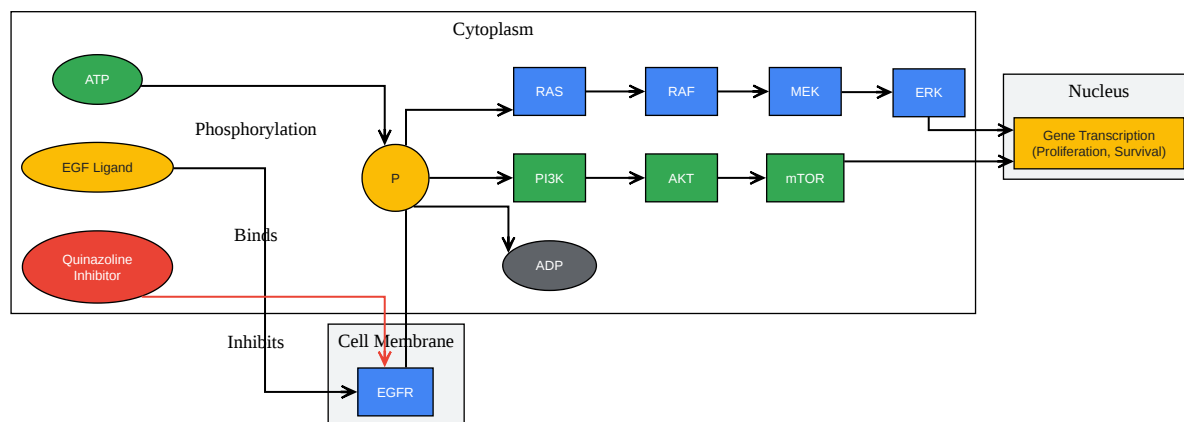 Cytoplasm
ATP
RAS
RAF
MEK
ERK
Nucleus
Phosphorylation
Gene Transcription
(Proliferation, Survival)
EGF Ligand
P
PI3K
AKT
mTOR
Binds
Quinazoline
Inhibitor
ADP
Inhibits
Cell Membrane
EGFR